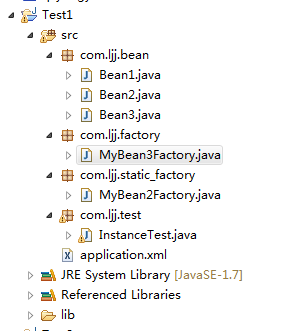 Test1
src
com.ljj.bean
Bean1.java
Bean2.java
Bean3.java
com.ljj.factory
MyBean3Factory.java
com.ljj.static_factory
MyBean2Factory.java
com.ljj.test
InstanceTest.java
application.xml
JRE System Library [JavaSE-1.7]
Referenced Libraries
lib